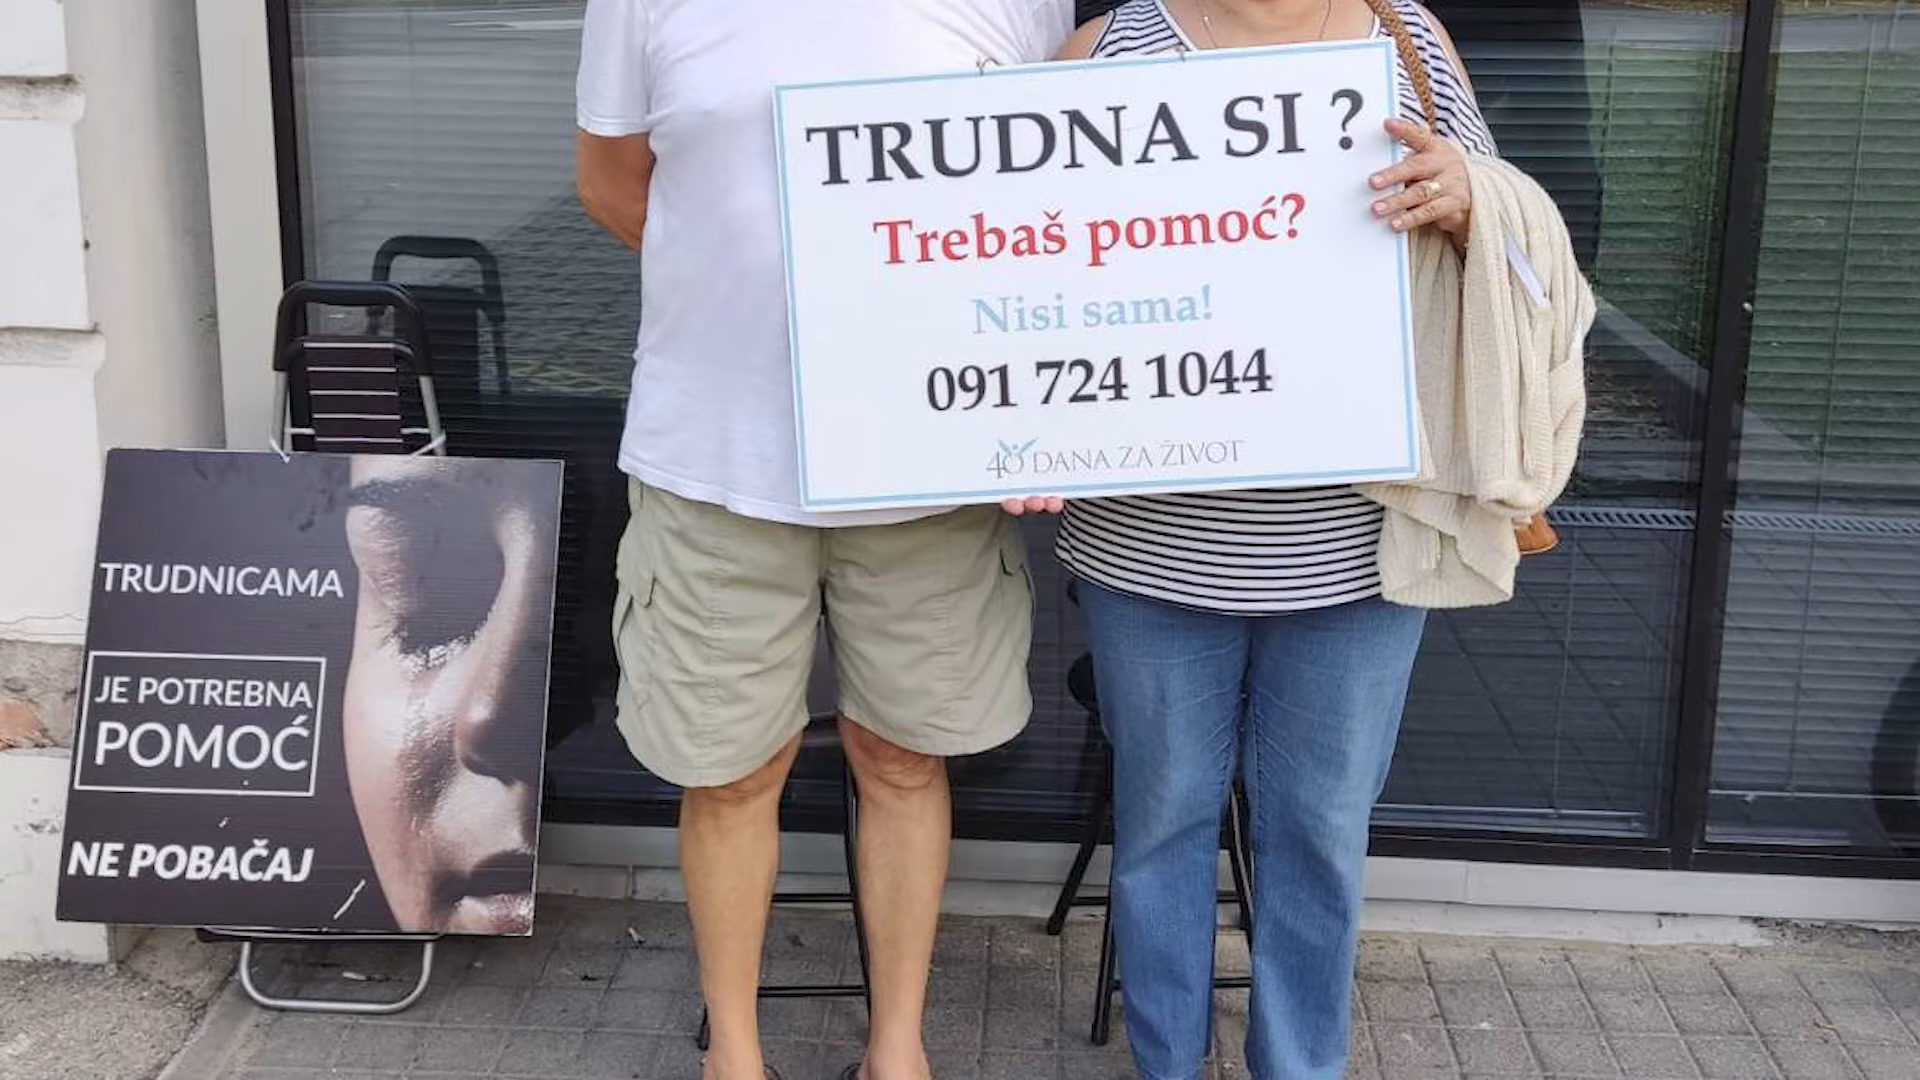 TRUDNA SI ?
Trebaš pomoć?
Nisi sama!
091 724 1044
40 DANA ZA ŽIVOT
TRUDNICAMA
JE POTREBNA
POMOĆ
NE POBAČAJ